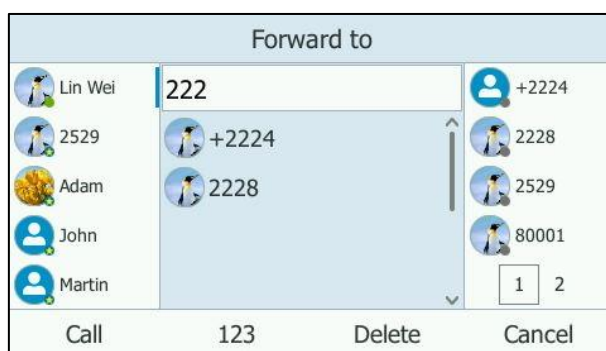 Forward to
Lin Wei
2529
Adam
John
Martin
222
+2224
2228
+2224
2228
2529
80001
1 2
Call 123 Delete Cancel